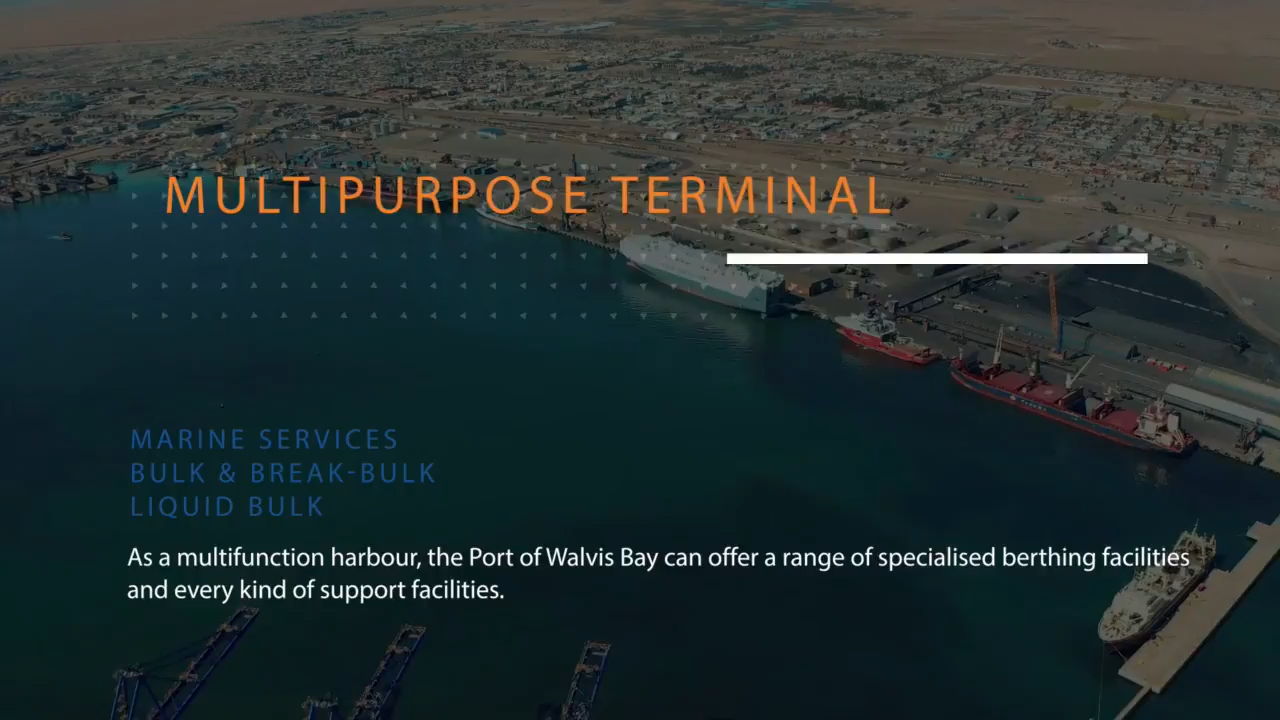 MULTIPURPOSE TERMINAL
MARINE SERVICES
BULK & BREAK-BULK
LIQUID BULK
As a multifunction harbour, the Port of Walvis Bay can offer a range of specialised berthing facilities
and every kind of support facilities.